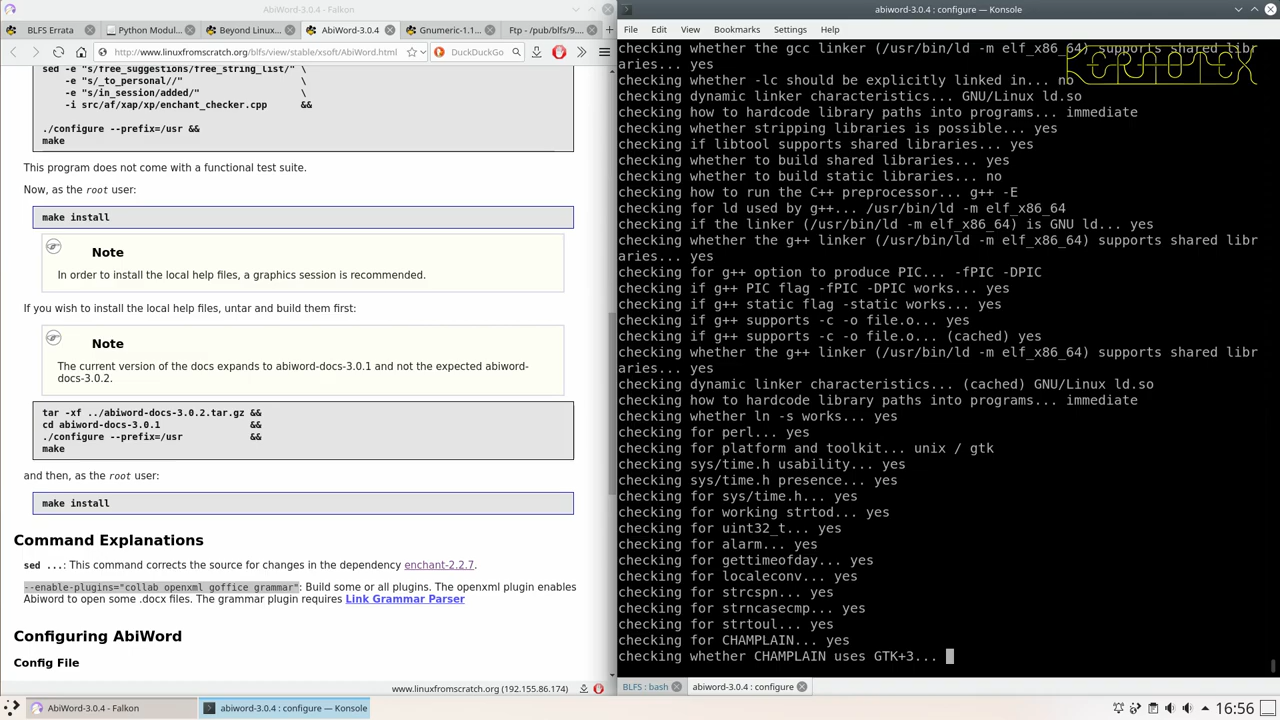 AbiWord-3.0.4 - Falkon
BLFS Errata
Python Modul...
Beyond Linux...
AbiWord-3.0.4
Gnumeric-1.1...
Ftp - /pub/blfs/9....
http://www.linuxfromscratch.org/blfs/view/stable/xsoft/AbiWord.html
DuckDuckGo
sed -e "s/free_suggestions/free_string_list/" \
-e "s/_to_personal//" \
-e "s/in_session/added/" \
-i src/af/xap/xp/enchant_checker.cpp &&
./configure --prefix=/usr &&
make
This program does not come with a functional test suite.
Now, as the root user:
make install
Note
In order to install the local help files, a graphics session is recommended.
If you wish to install the local help files, untar and build them first:
Note
The current version of the docs expands to abiword-docs-3.0.1 and not the expected abiword-
docs-3.0.2.
tar -xf ../abiword-docs-3.0.2.tar.gz &&
cd abiword-docs-3.0.1 &&
./configure --prefix=/usr &&
make
and then, as the root user:
make install
Command Explanations
sed ...: This command corrects the source for changes in the dependency enchant-2.2.7.
--enable-plugins="collab openxml goffice grammar": Build some or all plugins. The openxml plugin enables
Abiword to open some .docx files. The grammar plugin requires Link Grammar Parser
Configuring AbiWord
Config File
www.linuxfromscratch.org (192.155.86.174)
abiword-3.0.4 : configure — Konsole
File Edit View Bookmarks Settings Help
KERNOTEX
checking whether the gcc linker (/usr/bin/ld -m elf_x86_64) supports shared libr
aries... yes
checking whether -lc should be explicitly linked in... no
checking dynamic linker characteristics... GNU/Linux ld.so
checking how to hardcode library paths into programs... immediate
checking whether stripping libraries is possible... yes
checking if libtool supports shared libraries... yes
checking whether to build shared libraries... yes
checking whether to build static libraries... no
checking how to run the C++ preprocessor... g++ -E
checking for ld used by g++... /usr/bin/ld -m elf_x86_64
checking if the linker (/usr/bin/ld -m elf_x86_64) is GNU ld... yes
checking whether the g++ linker (/usr/bin/ld -m elf_x86_64) supports shared libr
aries... yes
checking for g++ option to produce PIC... -fPIC -DPIC
checking if g++ PIC flag -fPIC -DPIC works... yes
checking if g++ static flag -static works... yes
checking if g++ supports -c -o file.o... yes
checking if g++ supports -c -o file.o... (cached) yes
checking whether the g++ linker (/usr/bin/ld -m elf_x86_64) supports shared libr
aries... yes
checking dynamic linker characteristics... (cached) GNU/Linux ld.so
checking how to hardcode library paths into programs... immediate
checking whether ln -s works... yes
checking for perl... yes
checking for platform and toolkit... unix / gtk
checking sys/time.h usability... yes
checking sys/time.h presence... yes
checking for sys/time.h... yes
checking for working strtod... yes
checking for uint32_t... yes
checking for alarm... yes
checking for gettimeofday... yes
checking for localeconv... yes
checking for strcspn... yes
checking for strncasecmp... yes
checking for strtoul... yes
checking for CHAMPLAIN... yes
checking whether CHAMPLAIN uses GTK+3...
BLFS : bash
abiword-3.0.4 : configure
AbiWord-3.0.4 - Falkon
abiword-3.0.4 : configure — Konsole
16:56